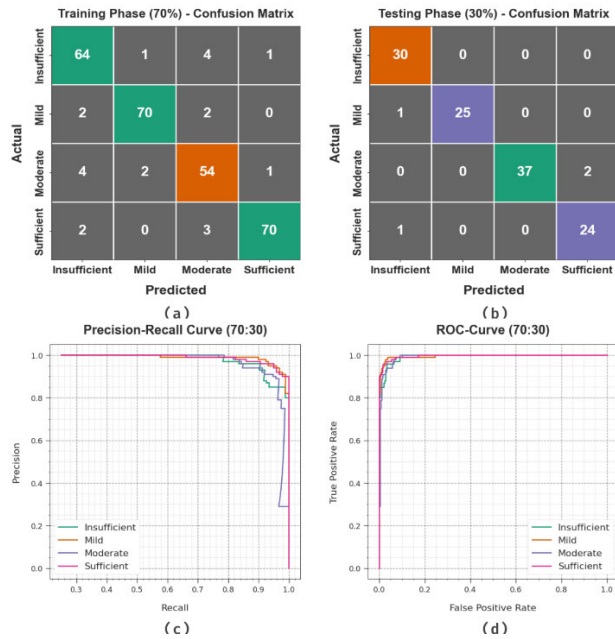 Training Phase (70%) - Confusion Matrix
Insufficient 64 1 4 1
Mild 2 70 2 0
Moderate 4 2 54 1
Sufficient 2 0 3 70
Actual
Insufficient Mild Moderate Sufficient
Predicted
(a)
Testing Phase (30%) - Confusion Matrix
Insufficient 30 0 0 0
Mild 1 25 0 0
Moderate 0 0 37 2
Sufficient 1 0 0 24
Actual
Insufficient Mild Moderate Sufficient
Predicted
(b)
Precision-Recall Curve (70:30)
1.0
0.8
0.6
0.4
0.2
0.0
Precision
Insufficient
Mild
Moderate
Sufficient
0.2 0.3 0.4 0.5 0.6 0.7 0.8 0.9 1.0
Recall
(c)
ROC-Curve (70:30)
1.0
0.8
0.6
0.4
0.2
0.0
True Positive Rate
Insufficient
Mild
Moderate
Sufficient
0.0 0.2 0.4 0.6 0.8 1.0
False Positive Rate
(d)